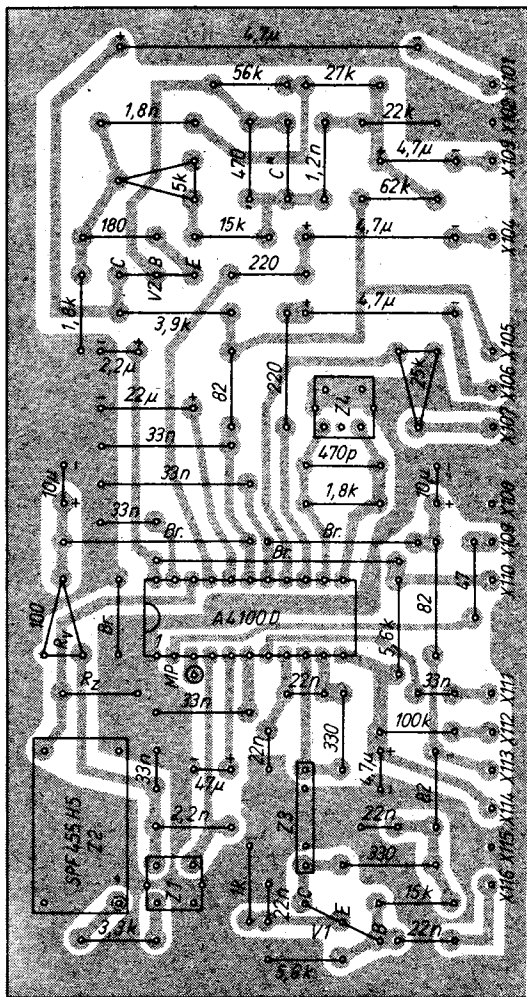 4,7µ
X101
56k
27k
X102
1,8n
22k
X103
470
C*
1,2n
4,7µ
5k
62k
180
15k
4,7µ
X104
C
V2
B
E
220
1,8k
3,9k
4,7µ
X105
2,2µ
82
220
25k
X106
22µ
Z4
X107
33n
470p
33n
10µ
1,8k
10µ
X108
33n
Br.
Br.
X109
Br.
X110
47
100
A4100D
82
5,6k
Br.
Rv
1
MP
Rz
22n
33n
X111
33n
X112
100k
22n
330
33n
47µ
4,7µ
X113
SPF 455 H5
Z2
82
X114
2,2n
Z3
22n
X115
330
X116
Z1
1k
22n
C
15k
V1
E
B
3,3k
22n
5,6k